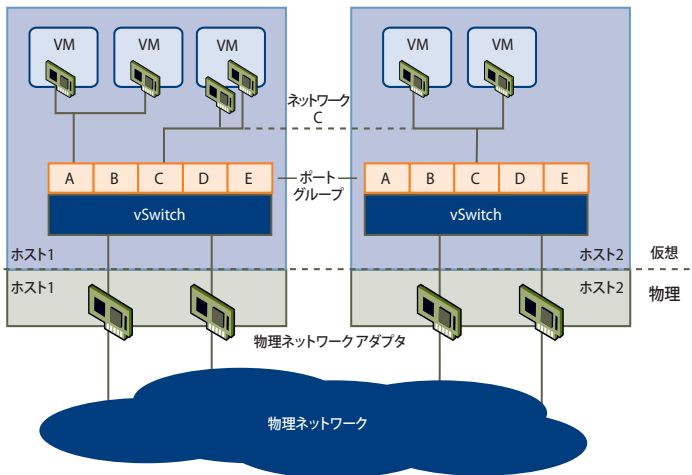 VM
VM
VM
VM
VM
ネットワーク
C
A
B
C
D
E
ポート
グループ
A
B
C
D
E
vSwitch
vSwitch
ホスト1
ホスト2
仮想
ホスト1
ホスト2
物理
物理ネットワーク アダプタ
物理ネットワーク